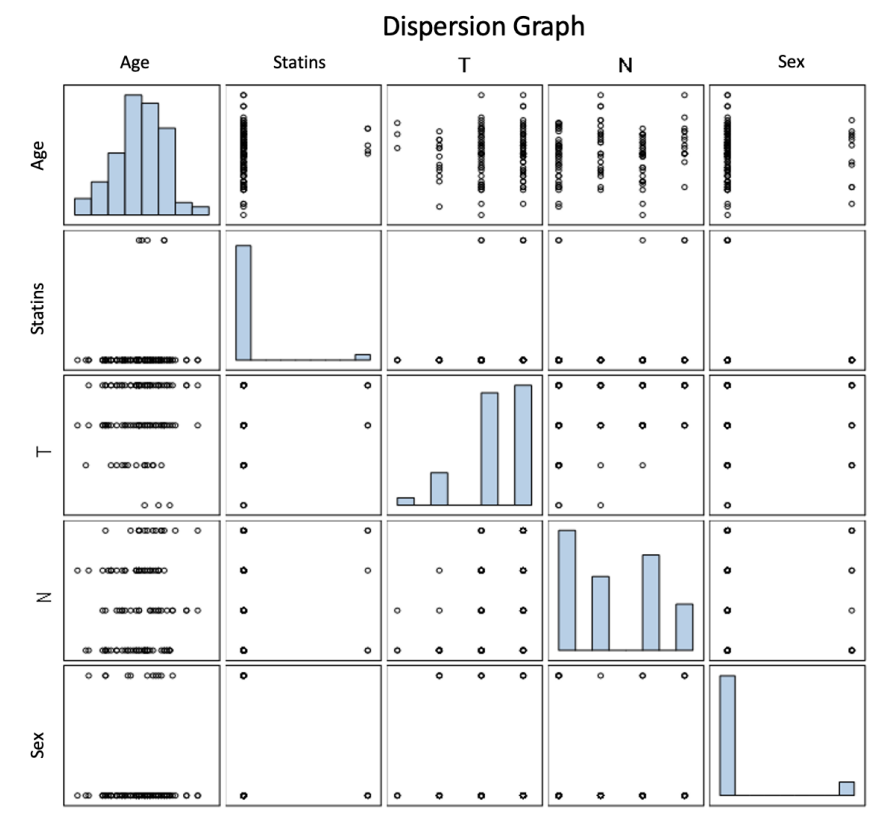 Dispersion Graph
Age Statins T N Sex
Age
Statins
T
N
Sex